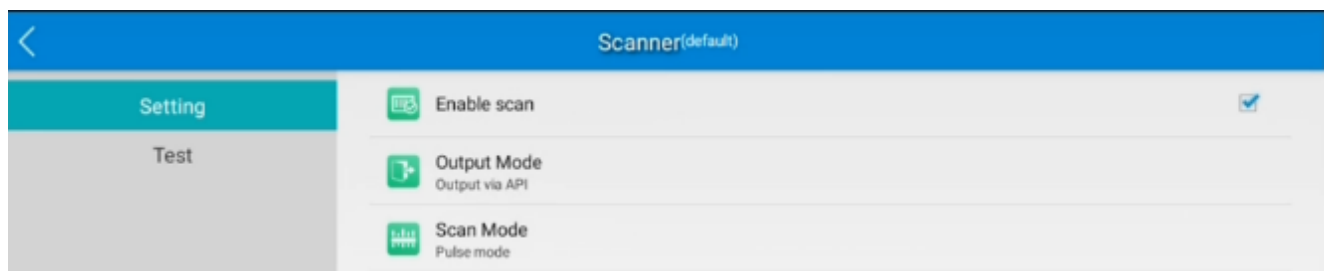 Scanner(default)
Setting
Test
Enable scan
Output Mode
Output via API
Scan Mode
Pulse mode